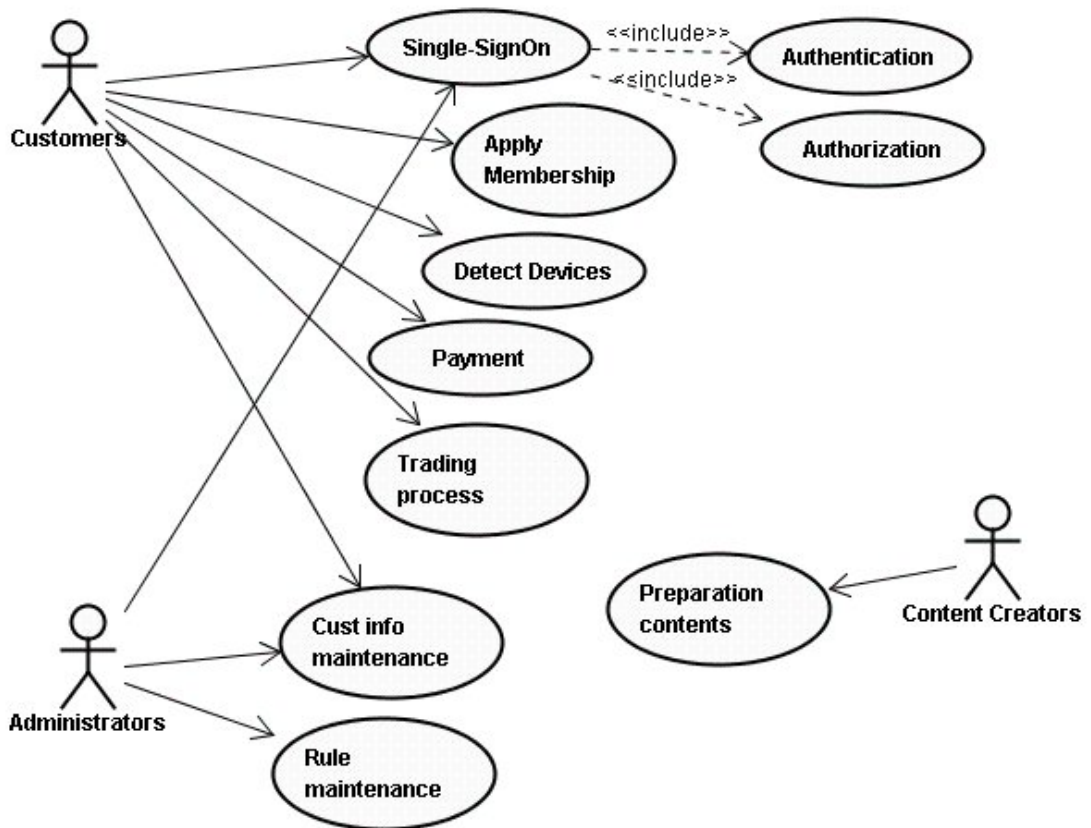 Single-SignOn
<<include>>
Authentication
<<include>>
Authorization
Customers
Apply
Membership
Detect Devices
Payment
Trading
process
Preparation
contents
Content Creators
Cust info
maintenance
Administrators
Rule
maintenance